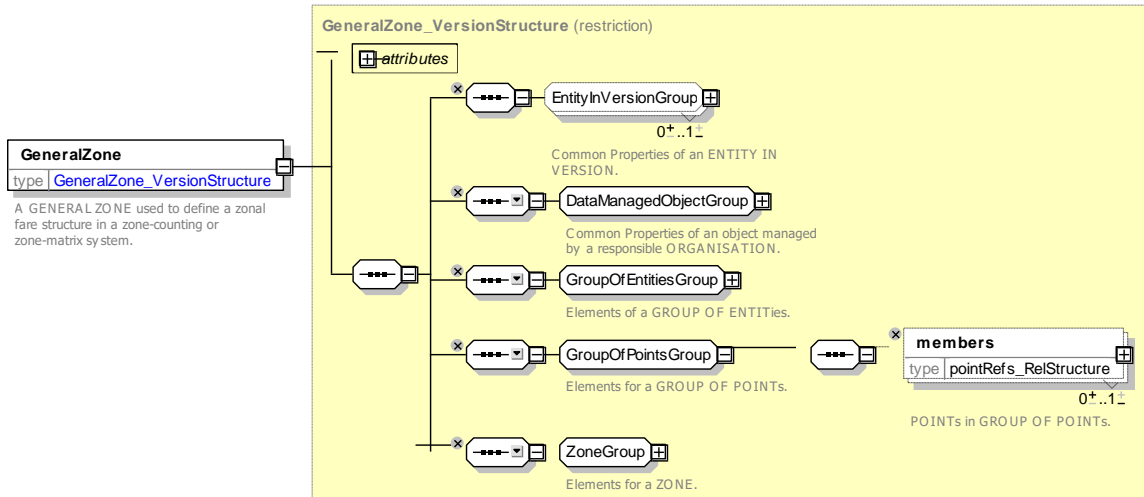 GeneralZone_VersionStructure (restriction)
attributes
EntityInVersionGroup
0..1
Common Properties of an ENTITY IN
VERSION.
GeneralZone
type GeneralZone_VersionStructure
A GENERAL ZONE used to define a zonal
fare structure in a zone-counting or
zone-matrix system.
DataManagedObjectGroup
Common Properties of an object managed
by a responsible ORGANISATION.
GroupOfEntitiesGroup
Elements of a GROUP OF ENTITies.
GroupOfPointsGroup
Elements for a GROUP OF POINTs.
members
type pointRefs_RelStructure
0..1
POINTs in GROUP OF POINTs.
ZoneGroup
Elements for a ZONE.